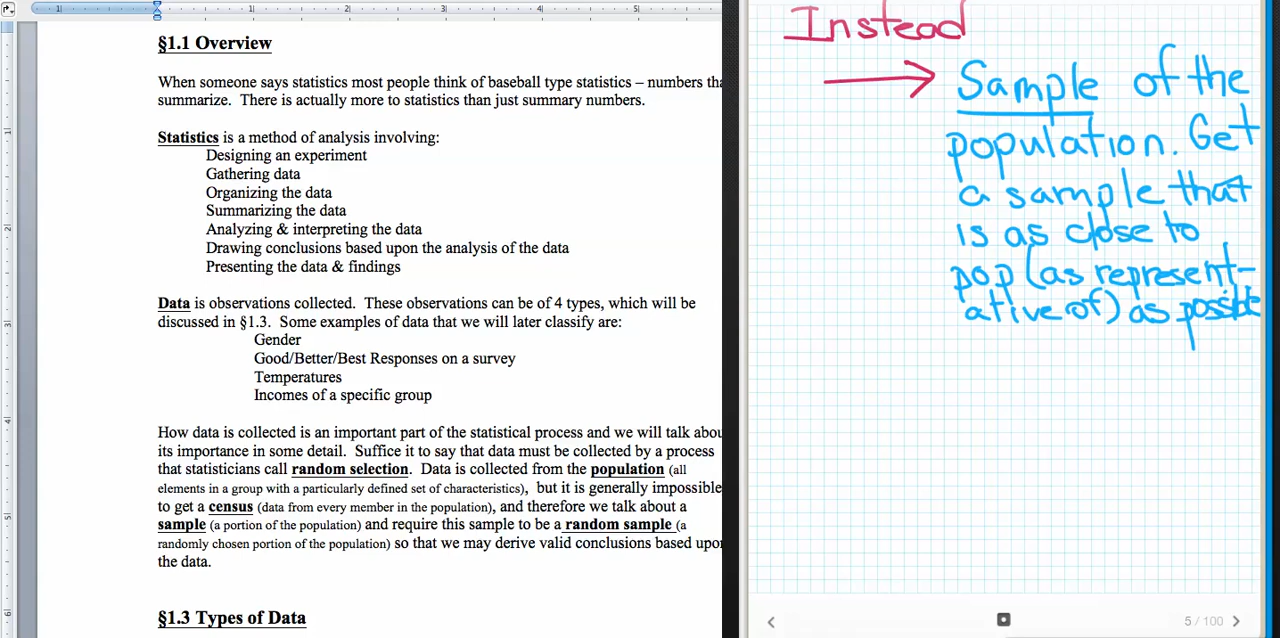 §1.1 Overview
When someone says statistics most people think of baseball type statistics – numbers tha
summarize. There is actually more to statistics than just summary numbers.
Statistics is a method of analysis involving:
Designing an experiment
Gathering data
Organizing the data
Summarizing the data
Analyzing & interpreting the data
Drawing conclusions based upon the analysis of the data
Presenting the data & findings
Data is observations collected. These observations can be of 4 types, which will be
discussed in §1.3. Some examples of data that we will later classify are:
Gender
Good/Better/Best Responses on a survey
Temperatures
Incomes of a specific group
How data is collected is an important part of the statistical process and we will talk abou
its importance in some detail. Suffice it to say that data must be collected by a process
that statisticians call random selection. Data is collected from the population (all
elements in a group with a particularly defined set of characteristics), but it is generally impossible
to get a census (data from every member in the population), and therefore we talk about a
sample (a portion of the population) and require this sample to be a random sample (a
randomly chosen portion of the population) so that we may derive valid conclusions based upon
the data.
§1.3 Types of Data
Instead
Sample of the
population. Get
a sample that
is as close to
pop (as represent-
ative of) as possible
5 / 100